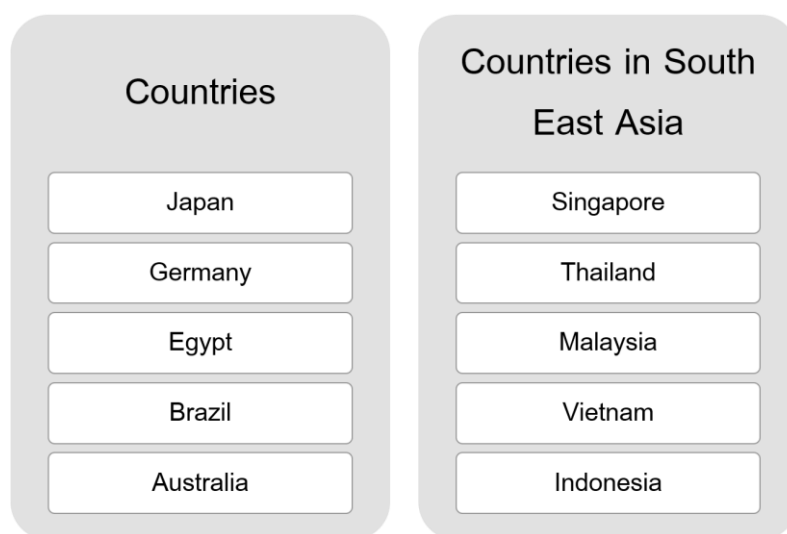 Countries
Japan
Germany
Egypt
Brazil
Australia
Countries in South
East Asia
Singapore
Thailand
Malaysia
Vietnam
Indonesia